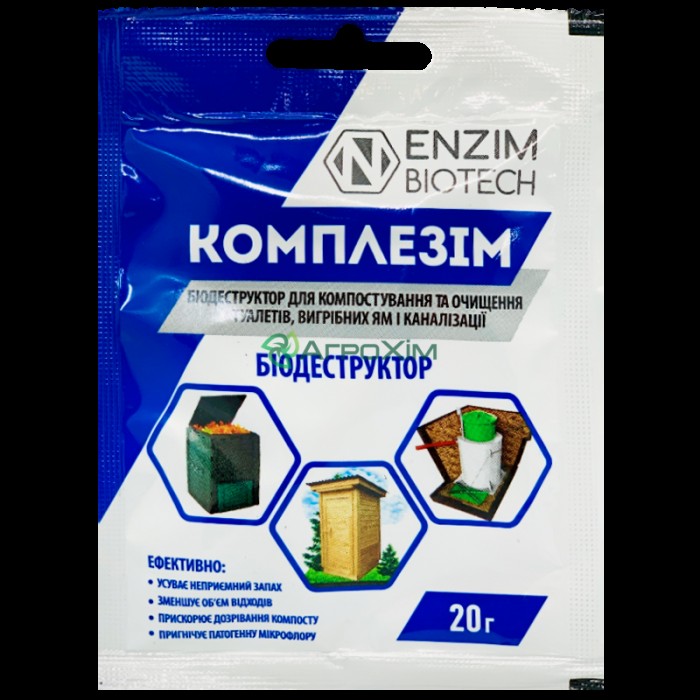 ENZIM
BIOTECH
КОМПЛЕЗІМ
БІОДЕСТРУКТОР ДЛЯ КОМПОСТУВАННЯ ТА ОЧИЩЕННЯ
ТУАЛЕТІВ, ВИГРІБНИХ ЯМ І КАНАЛІЗАЦІЇ
АГРОХІМ
БІОДЕСТРУКТОР
ЕФЕКТИВНО:
• УСУВАЄ НЕПРИЄМНИЙ ЗАПАХ
• ЗМЕНШУЄ ОБ'ЄМ ВІДХОДІВ
• ПРИСКОРЮЄ ДОЗРІВАННЯ КОМПОСТУ
• ПРИГНІЧУЄ ПАТОГЕННУ МІКРОФЛОРУ
20 г